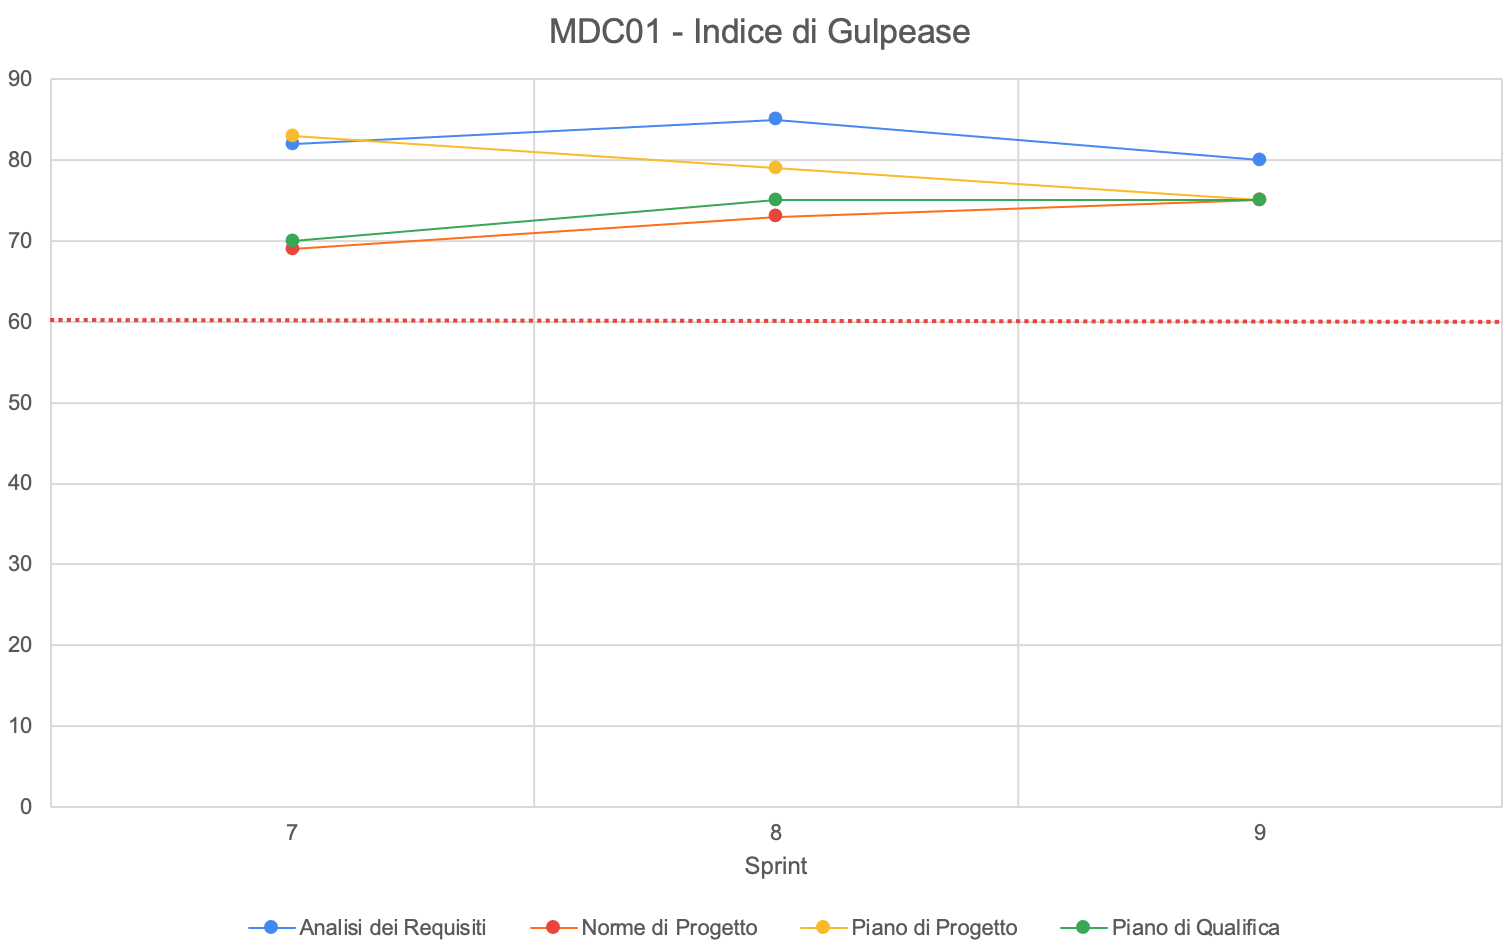 MDC01 - Indice di Gulpease
90
80
70
60
50
40
30
20
10
0
7 8 9
Sprint
Analisi dei Requisiti Norme di Progetto Piano di Progetto Piano di Qualifica